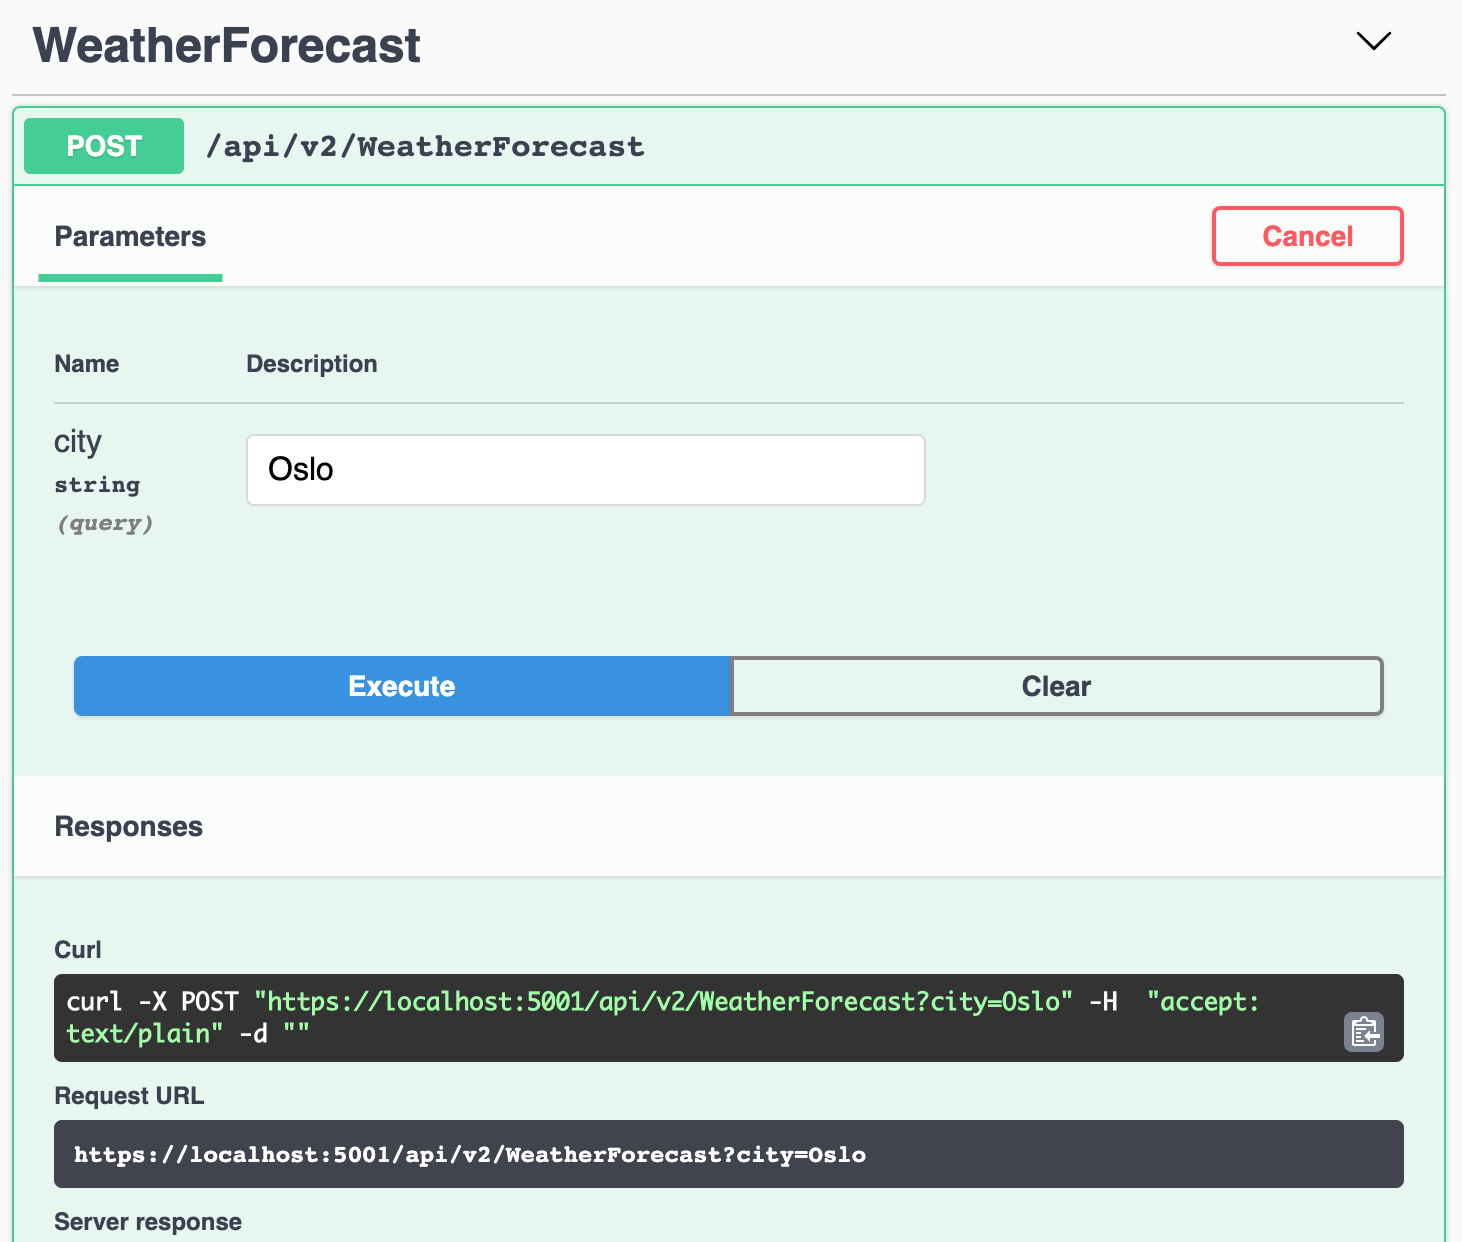 WeatherForecast
POST /api/v2/WeatherForecast
Parameters
Cancel
Name Description
city
string
(query)
Oslo
Execute
Clear
Responses
Curl
curl -X POST "https://localhost:5001/api/v2/WeatherForecast?city=Oslo" -H  "accept:
text/plain" -d ""
Request URL
https://localhost:5001/api/v2/WeatherForecast?city=Oslo
Server response